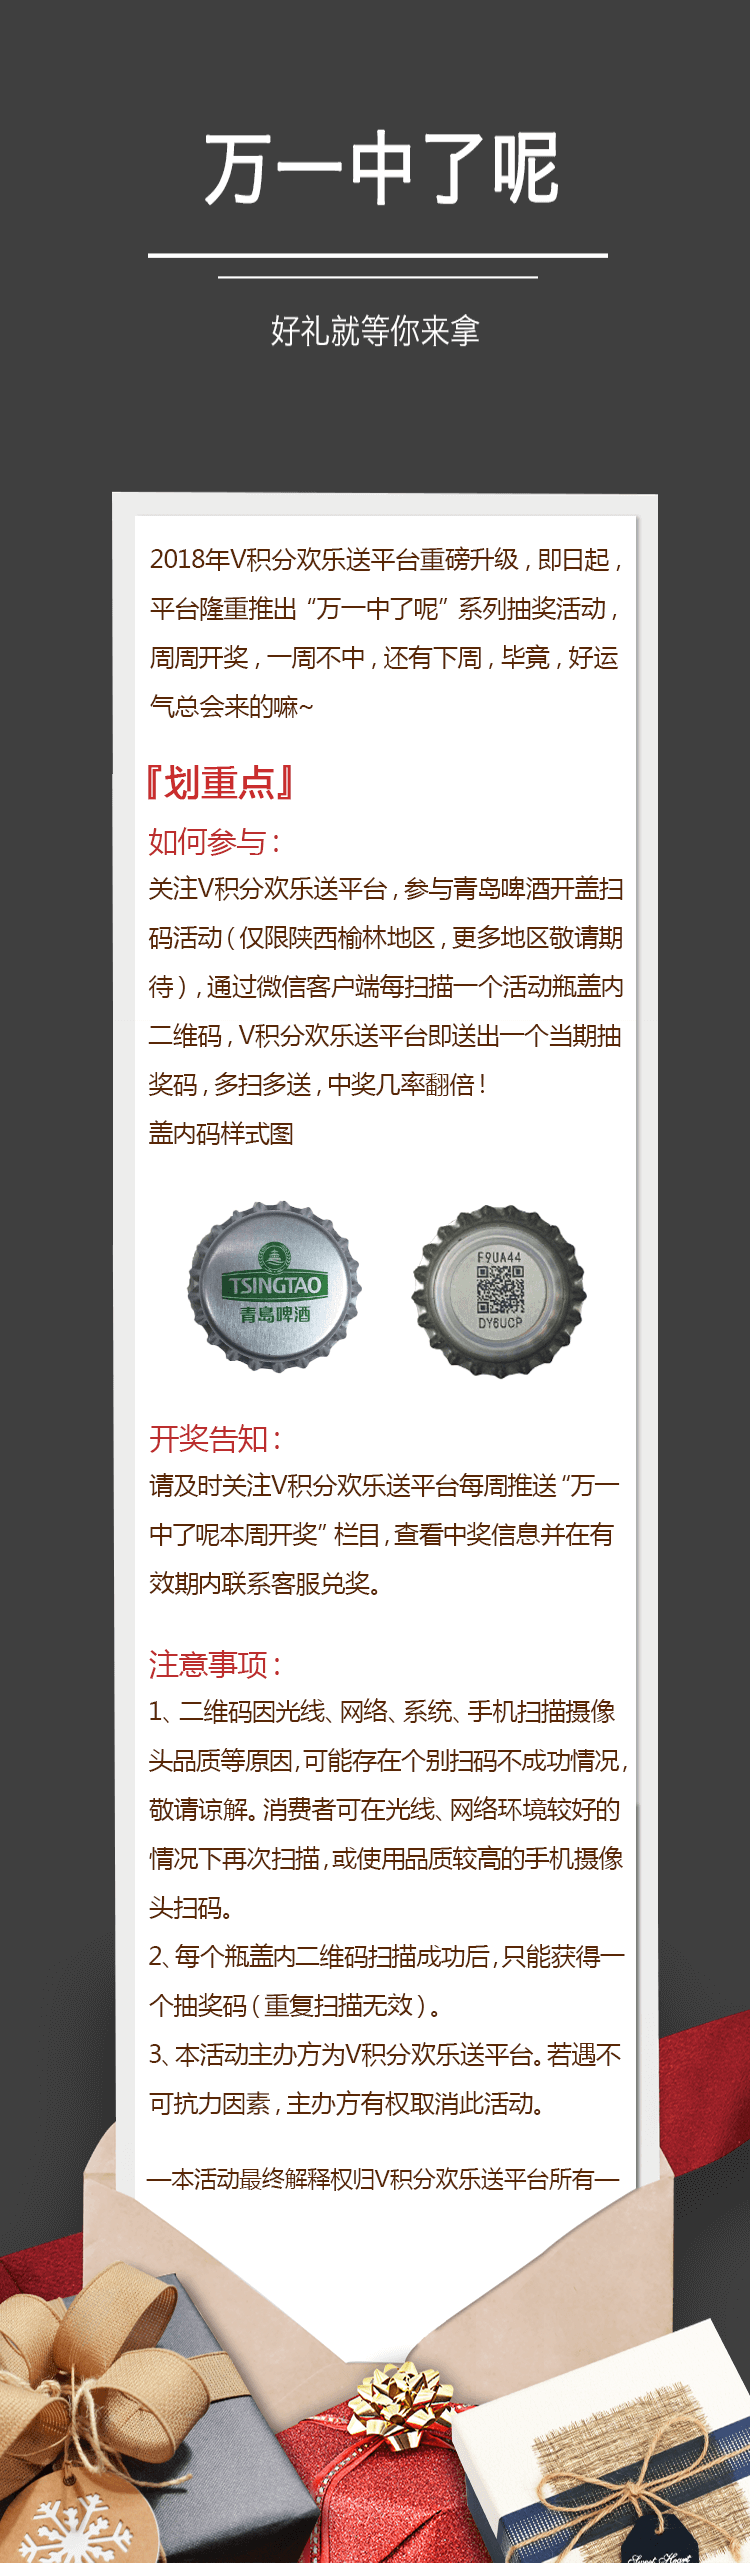 万一中了呢
好礼就等你来拿
2018年V积分欢乐送平台重磅升级，即日起，
平台隆重推出“万一中了呢”系列抽奖活动，
周周开奖，一周不中，还有下周，毕竟，好运
气总会来的嘛~
『划重点』
如何参与：
关注V积分欢乐送平台，参与青岛啤酒开盖扫
码活动（仅限陕西榆林地区，更多地区敬请期
待），通过微信客户端每扫描一个活动瓶盖内
二维码，V积分欢乐送平台即送出一个当期抽
奖码，多扫多送，中奖几率翻倍！
盖内码样式图
TSINGTAO
青島啤酒
F9UA44
DY6UCP
开奖告知：
请及时关注V积分欢乐送平台每周推送“万一
中了呢本周开奖”栏目，查看中奖信息并在有
效期内联系客服兑奖。
注意事项：
1、二维码因光线、网络、系统、手机扫描摄像
头品质等原因，可能存在个别扫码不成功情况，
敬请谅解。消费者可在光线、网络环境较好的
情况下再次扫描，或使用品质较高的手机摄像
头扫码。
2、每个瓶盖内二维码扫描成功后，只能获得一
个抽奖码（重复扫描无效）。
3、本活动主办方为V积分欢乐送平台。若遇不
可抗力因素，主办方有权取消此活动。
—本活动最终解释权归V积分欢乐送平台所有—
Sweet Heart